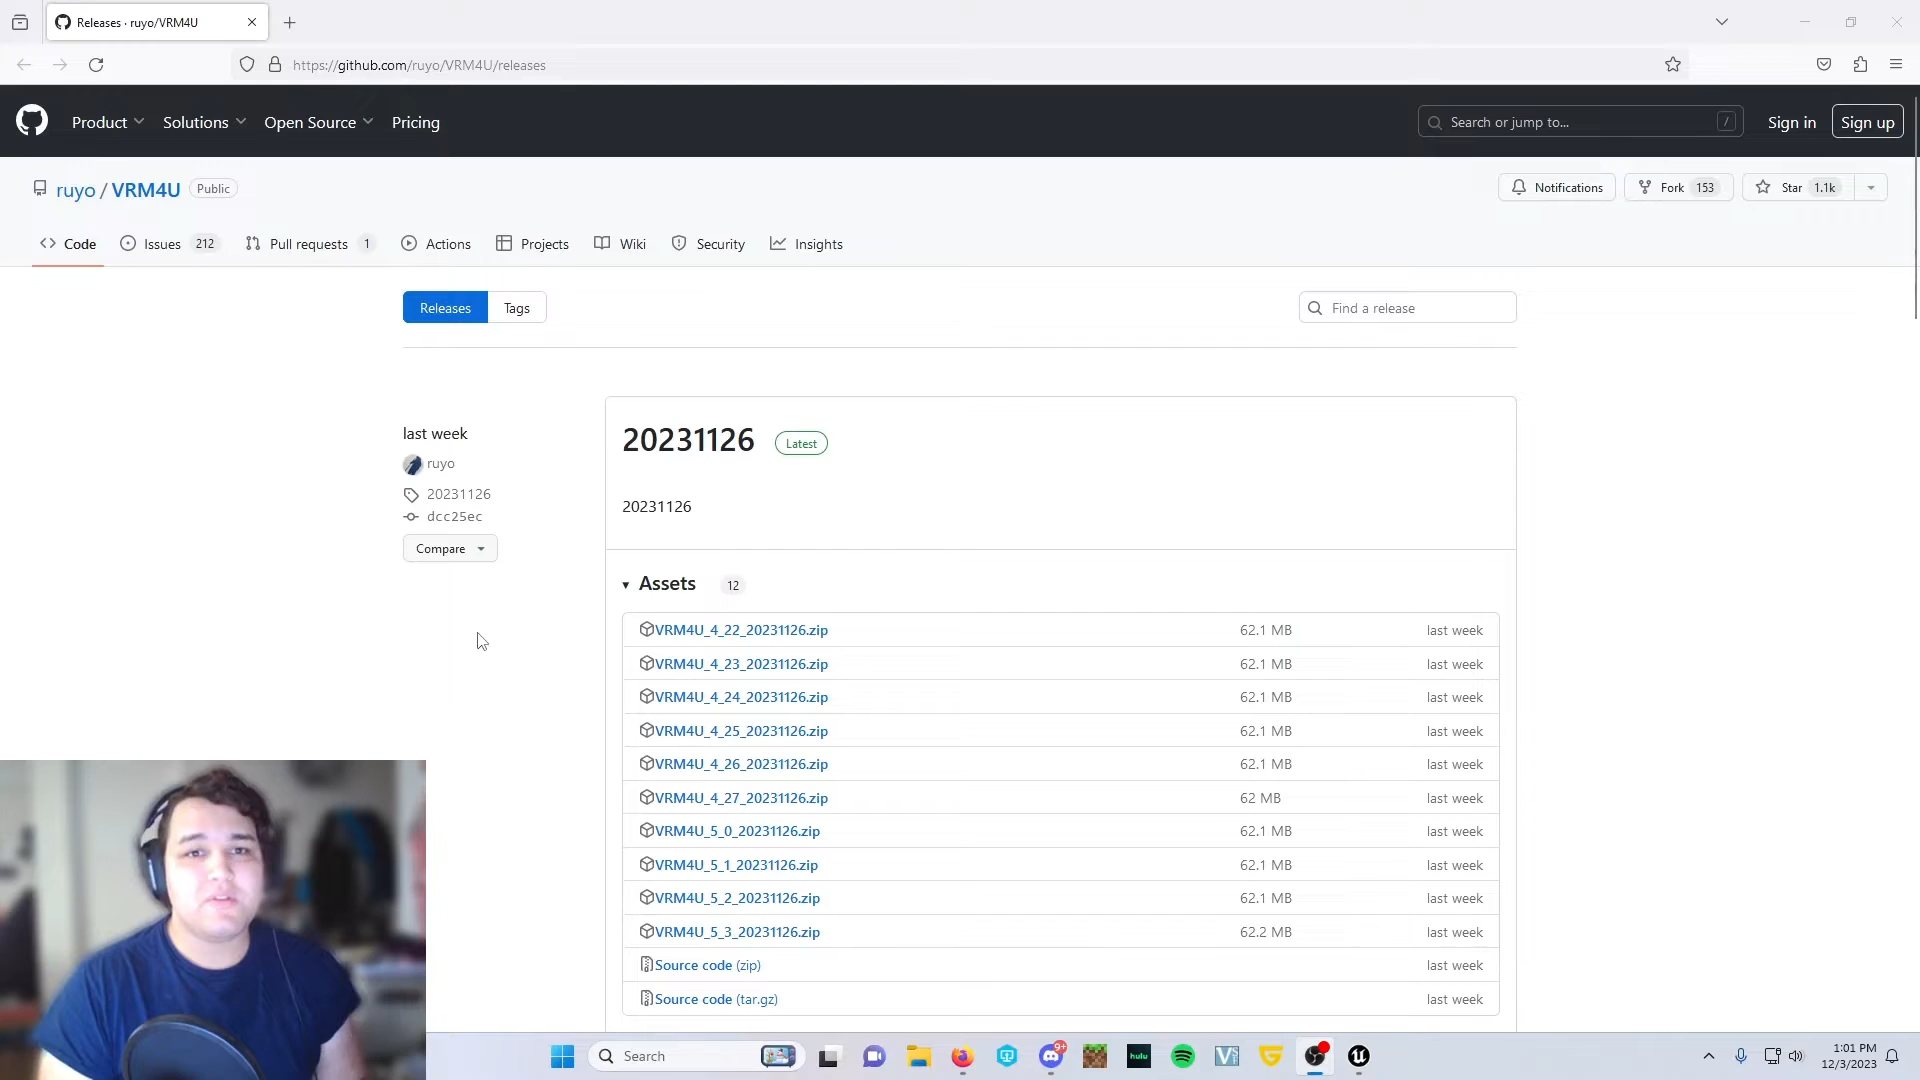 Releases · ruyo/VRM4U
https://github.com/ruyo/VRM4U/releases
Product Solutions Open Source Pricing Search or jump to... / Sign in Sign up
ruyo / VRM4U Public Notifications Fork 153 Star 1.1k
Code Issues 212 Pull requests 1 Actions Projects Wiki Security Insights
Releases Tags Find a release
last week
ruyo
20231126
dcc25ec
Compare
20231126 Latest
20231126
Assets 12
VRM4U_4_22_20231126.zip 62.1 MB last week
VRM4U_4_23_20231126.zip 62.1 MB last week
VRM4U_4_24_20231126.zip 62.1 MB last week
VRM4U_4_25_20231126.zip 62.1 MB last week
VRM4U_4_26_20231126.zip 62.1 MB last week
VRM4U_4_27_20231126.zip 62 MB last week
VRM4U_5_0_20231126.zip 62.1 MB last week
VRM4U_5_1_20231126.zip 62.1 MB last week
VRM4U_5_2_20231126.zip 62.1 MB last week
VRM4U_5_3_20231126.zip 62.2 MB last week
Source code (zip) last week
Source code (tar.gz) last week
Search 9+ hulu 1:01 PM
12/3/2023